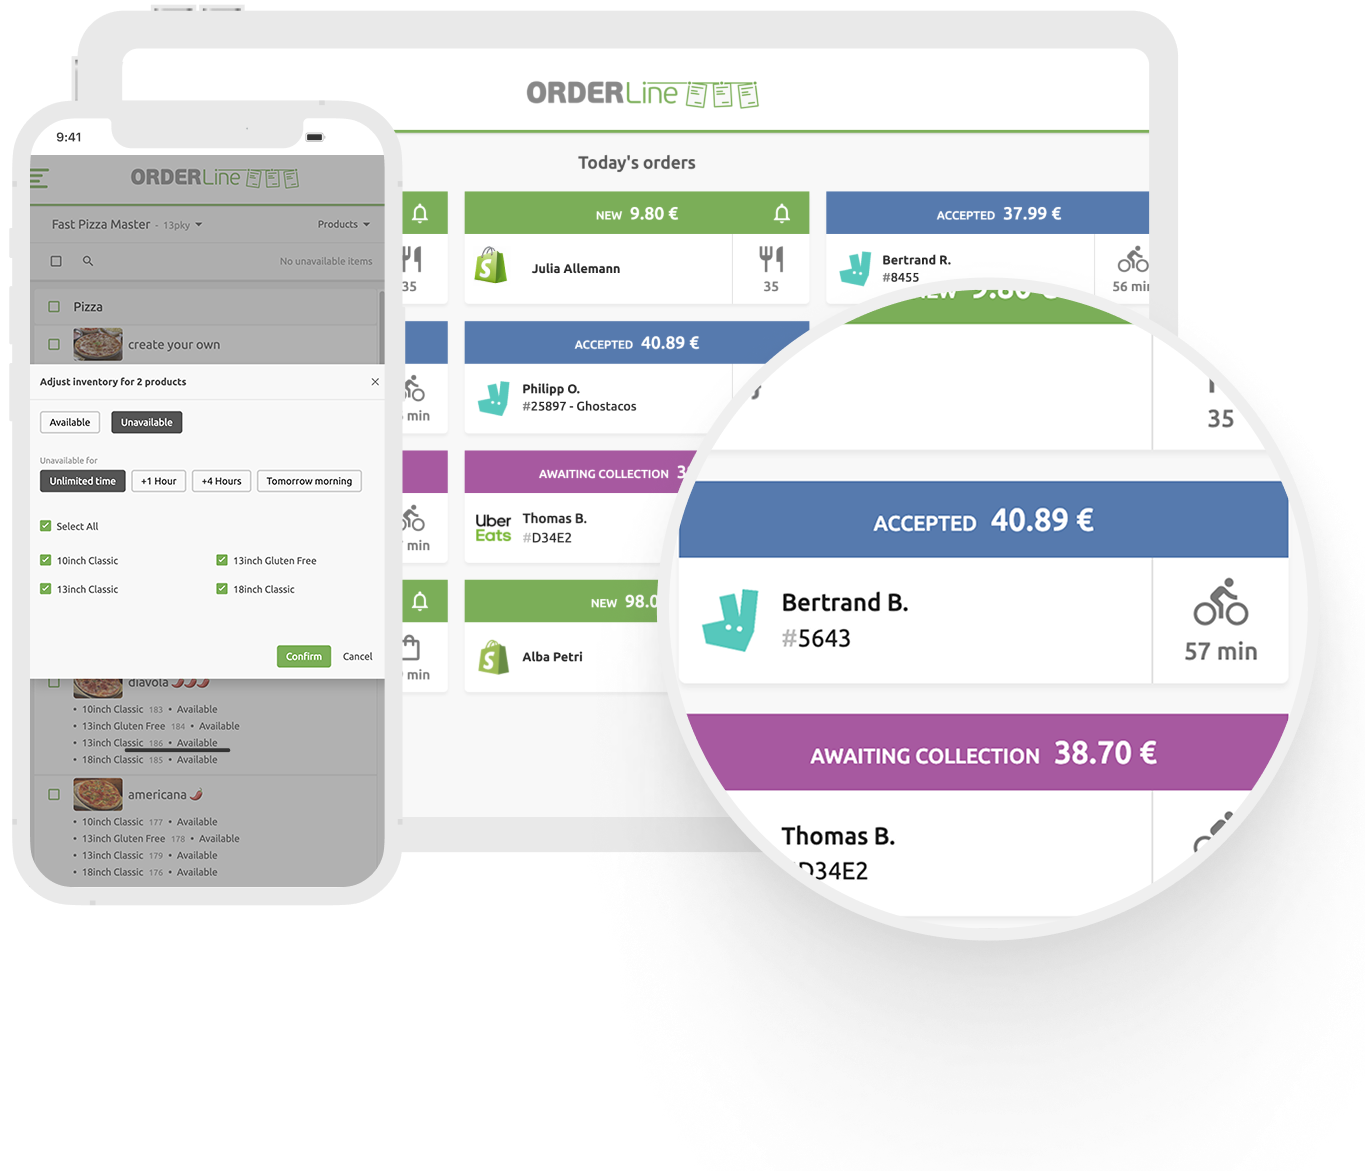 ORDERLine
Today's orders
NEW 9.80 €
Julia Allemann
35
ACCEPTED 37.99 €
Bertrand R.
#8455
56 min
35
ACCEPTED 40.89 €
Philipp O.
#25897 - Ghostacos
min
AWAITING COLLECTION
Uber
Eats
Thomas B.
#D34E2
min
NEW 98.0
Alba Petri
min
9:41
ORDERLine
Fast Pizza Master - 13pky
Products
No unavailable items
Pizza
create your own
Adjust inventory for 2 products
Available
Unavailable
Unavailable for
Unlimited time
+1 Hour
+4 Hours
Tomorrow morning
Select All
10inch Classic
13inch Gluten Free
13inch Classic
18inch Classic
Confirm
Cancel
diavola
• 10inch Classic 183 • Available
• 13inch Gluten Free 184 • Available
• 13inch Classic 186 • Available
• 18inch Classic 185 • Available
americana
• 10inch Classic 177 • Available
• 13inch Gluten Free 178 • Available
• 13inch Classic 179 • Available
• 18inch Classic 176 • Available
NEW 9.80 €
35
ACCEPTED 40.89 €
Bertrand B.
#5643
57 min
AWAITING COLLECTION 38.70 €
Thomas B.
#D34E2